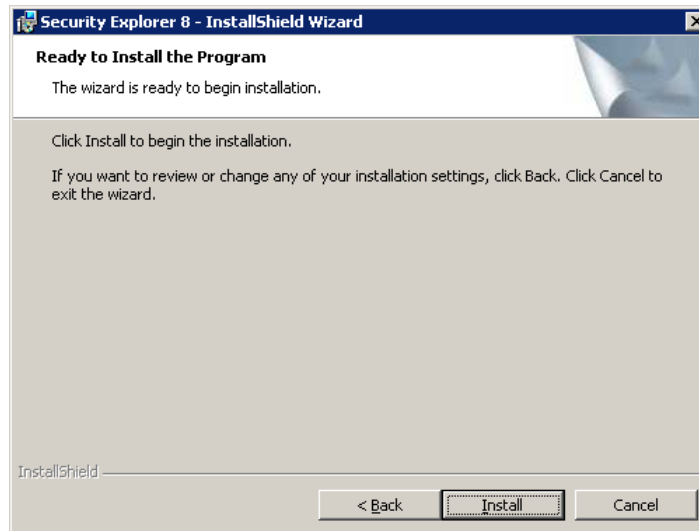 Security Explorer 8 - InstallShield Wizard
Ready to Install the Program
The wizard is ready to begin installation.
Click Install to begin the installation.
If you want to review or change any of your installation settings, click Back. Click Cancel to
exit the wizard.
InstallShield
< Back
Install
Cancel